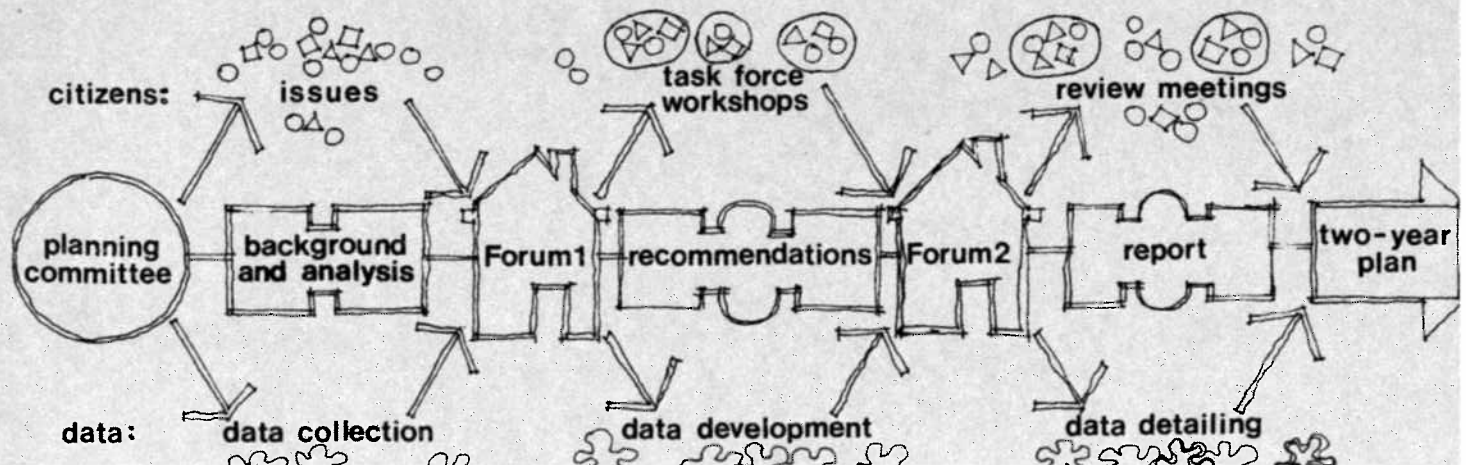 citizens:
issues
task force
workshops
review meetings
planning
committee
background
and analysis
Forum1
recommendations
Forum2
report
two-year
plan
data:
data collection
data development
data detailing